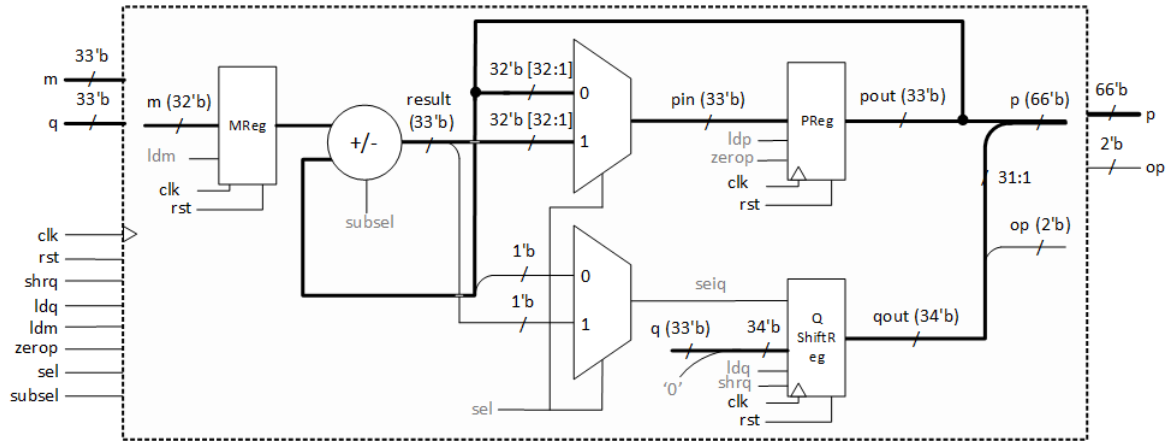 33'b
m
33'b
q
m (32'b)
MReg
ldm
clk
rst
+/-
subsel
result
(33'b)
32'b [32:1]
0
32'b [32:1]
1
pin (33'b)
PReg
ldp
zerop
clk
rst
pout (33'b)
p (66'b)
66'b
p
2'b
op
31:1
op (2'b)
clk
rst
shrq
ldq
ldm
zerop
sel
subsel
1'b
0
1'b
1
seiq
sel
q (33'b)
34'b
'0'
Q
ShiftR
eg
ldq
shrq
clk
rst
qout (34'b)